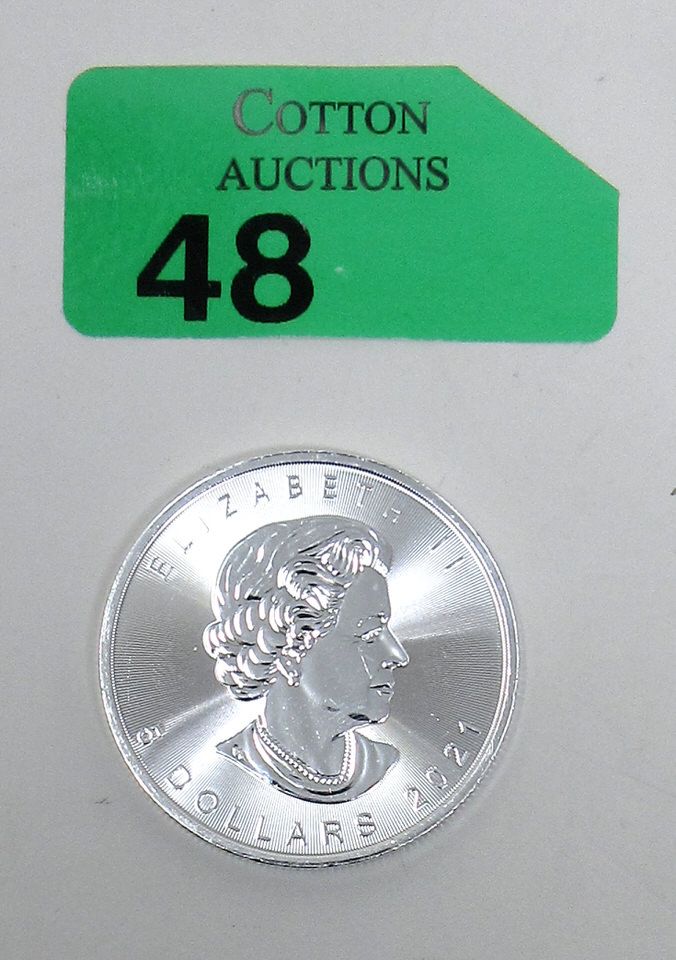 COTTON
AUCTIONS
48
ELIZABETH II
5 DOLLARS 2021